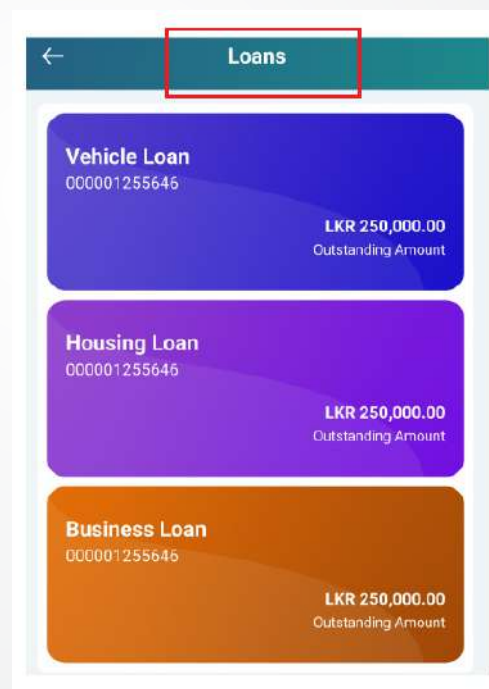 Loans
Vehicle Loan
000001255646
LKR 250,000.00
Outstanding Amount
Housing Loan
000001255646
LKR 250,000.00
Outstanding Amount
Business Loan
000001255646
LKR 250,000.00
Outstanding Amount